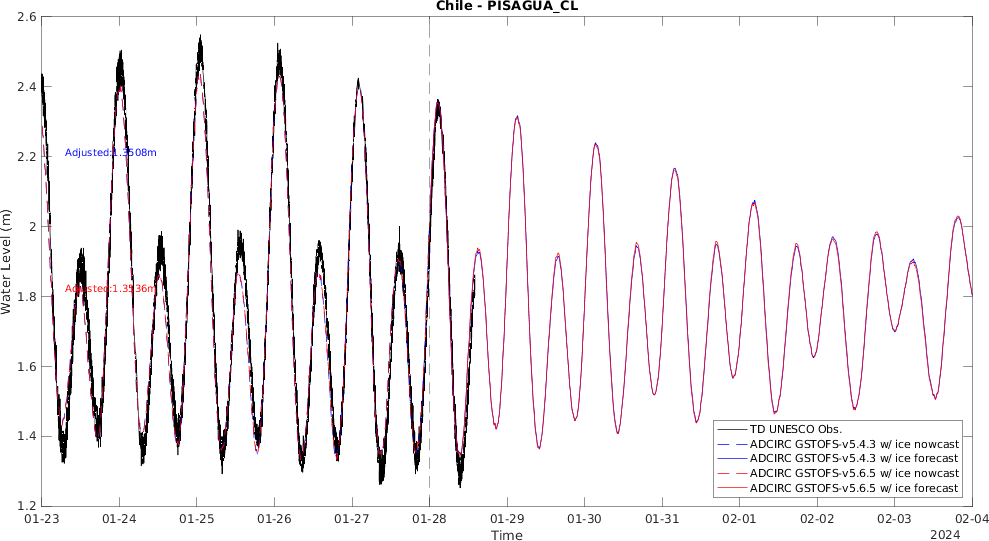 Chile - PISAGUA_CL
2.6
2.4
2.2
2
1.8
1.6
1.4
1.2
Water Level (m)
Adjusted:1.3508m
Adjusted:1.3536m
TD UNESCO Obs.
ADCIRC GSTOFS-v5.4.3 w/ ice nowcast
ADCIRC GSTOFS-v5.4.3 w/ ice forecast
ADCIRC GSTOFS-v5.6.5 w/ ice nowcast
ADCIRC GSTOFS-v5.6.5 w/ ice forecast
01-23 01-24 01-25 01-26 01-27 01-28 01-29 01-30 01-31 02-01 02-02 02-03 02-04
Time
2024